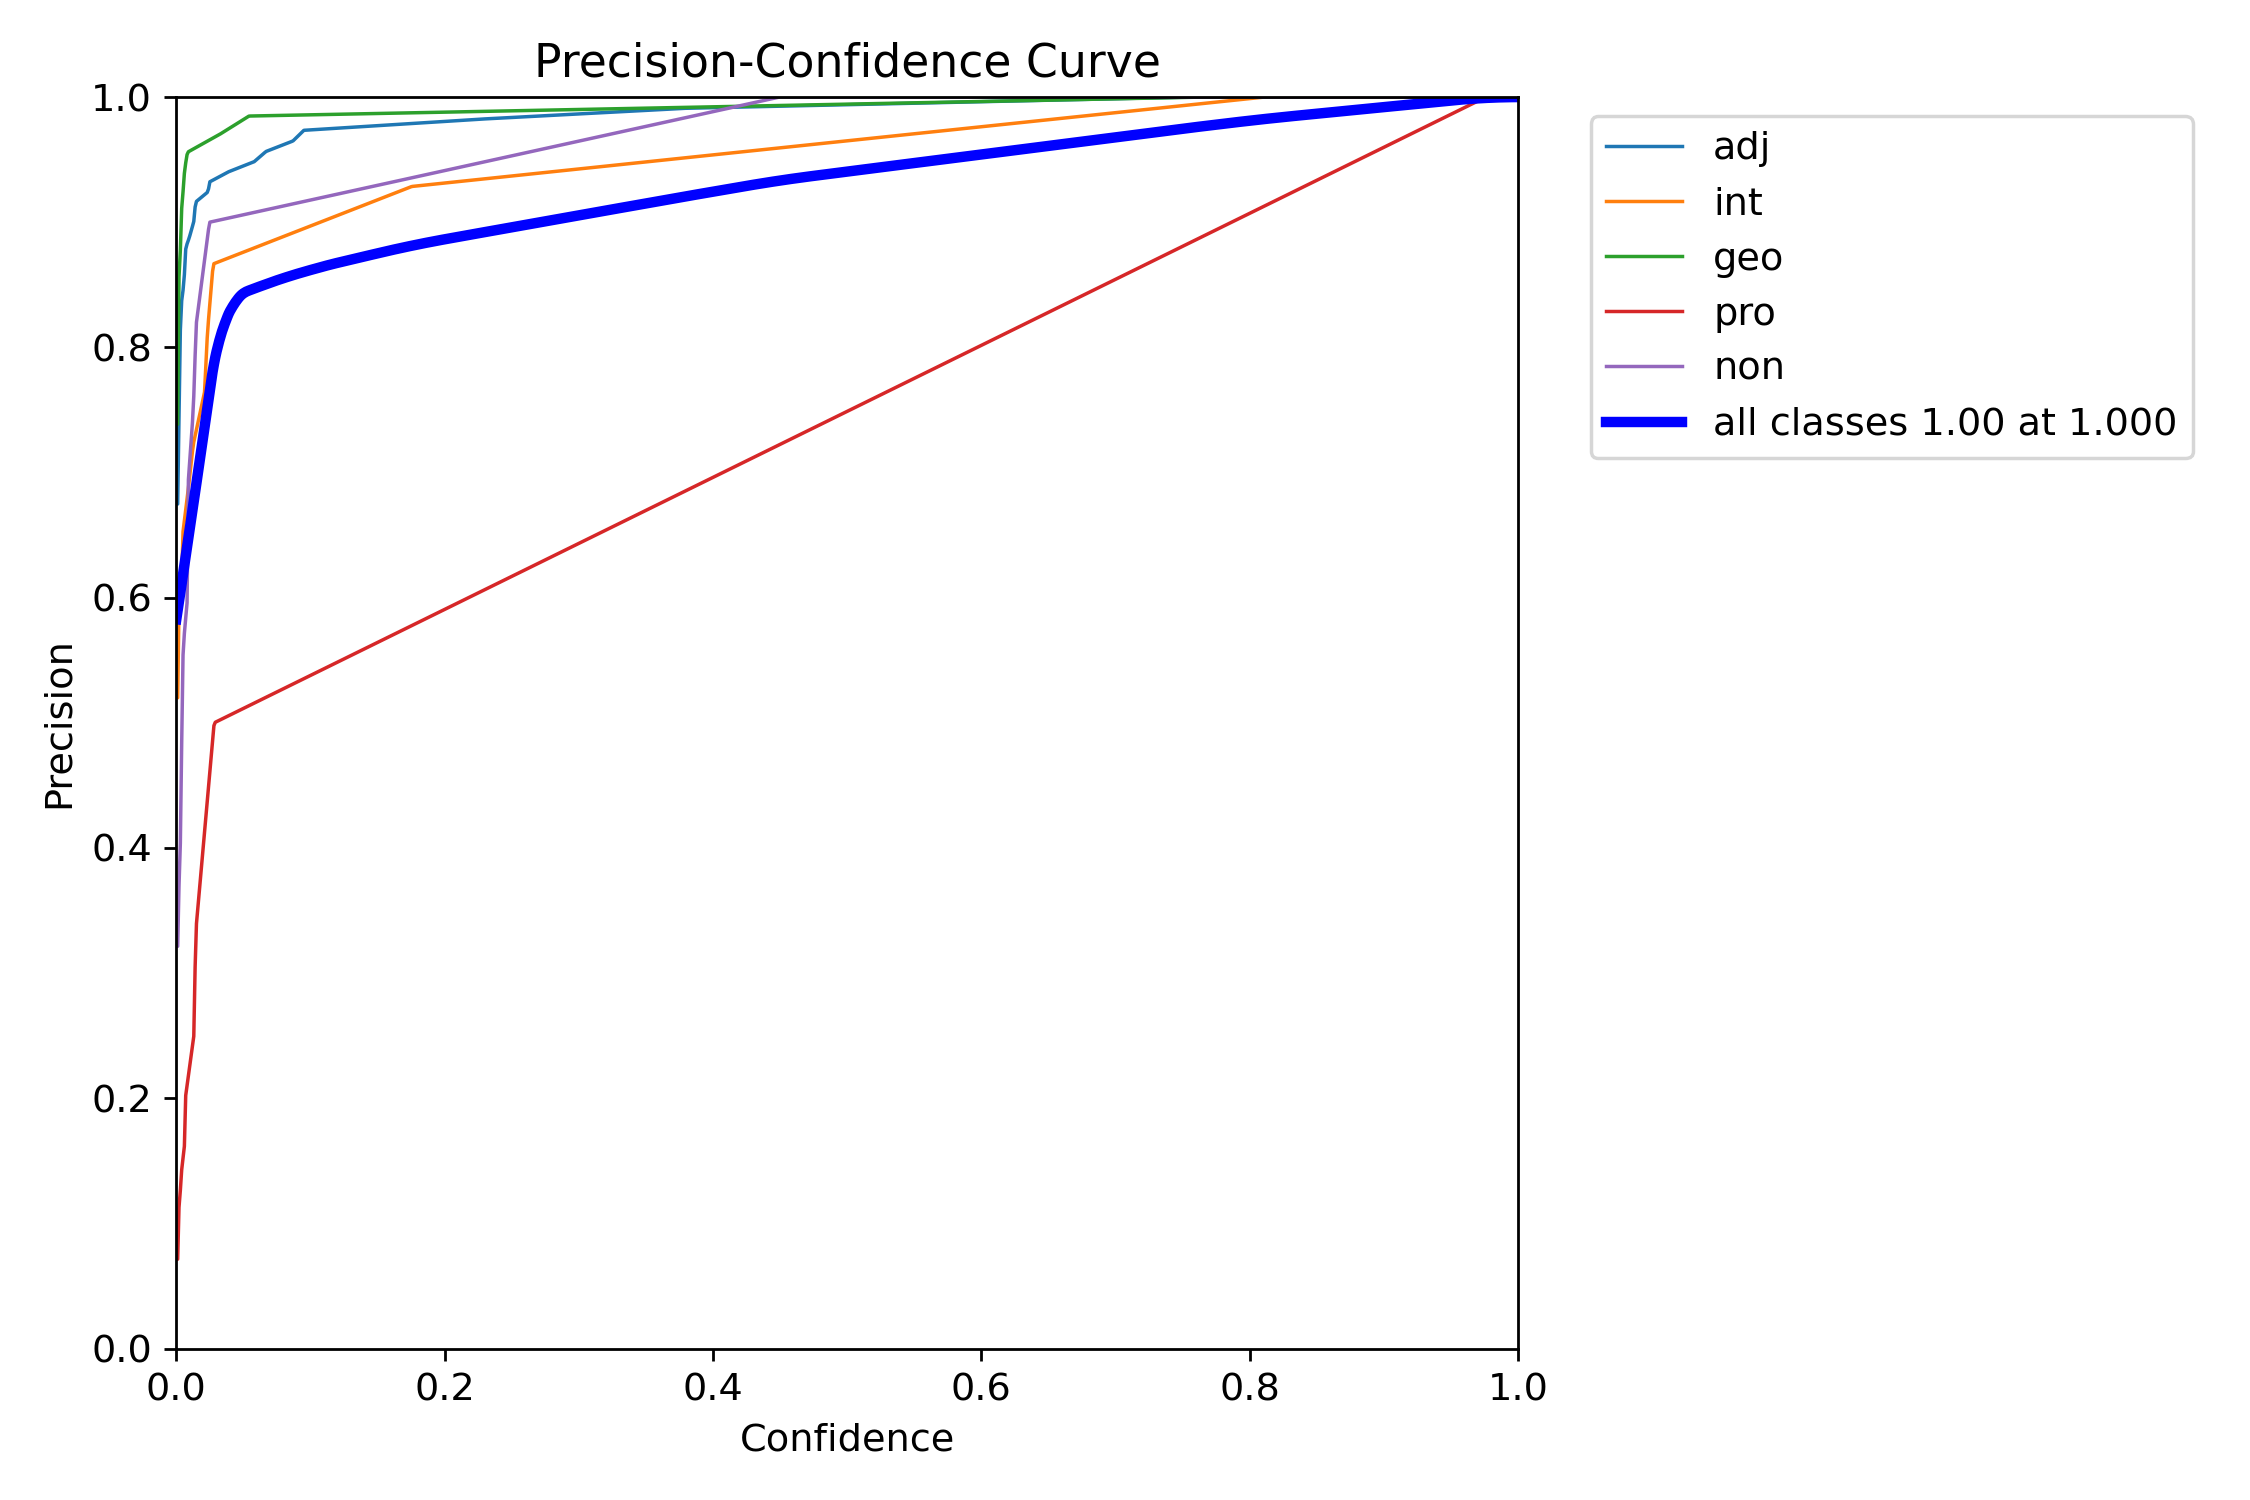 Precision-Confidence Curve
1.0
0.8
0.6
0.4
0.2
0.0
Precision
0.0 0.2 0.4 0.6 0.8 1.0
Confidence
adj
int
geo
pro
non
all classes 1.00 at 1.000